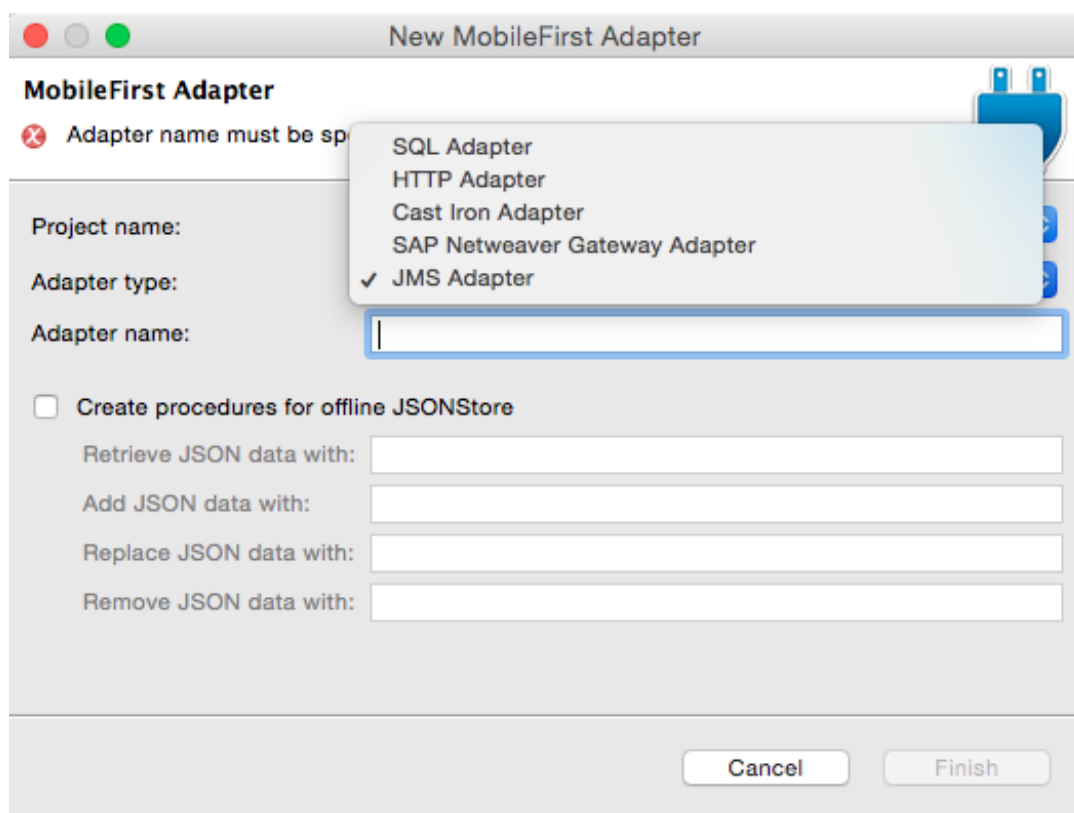 New MobileFirst Adapter
MobileFirst Adapter
Adapter name must be
SQL Adapter
HTTP Adapter
Cast Iron Adapter
SAP Netweaver Gateway Adapter
JMS Adapter
Project name:
Adapter type:
Adapter name:
Create procedures for offline JSONStore
Retrieve JSON data with:
Add JSON data with:
Replace JSON data with:
Remove JSON data with:
Cancel
Finish